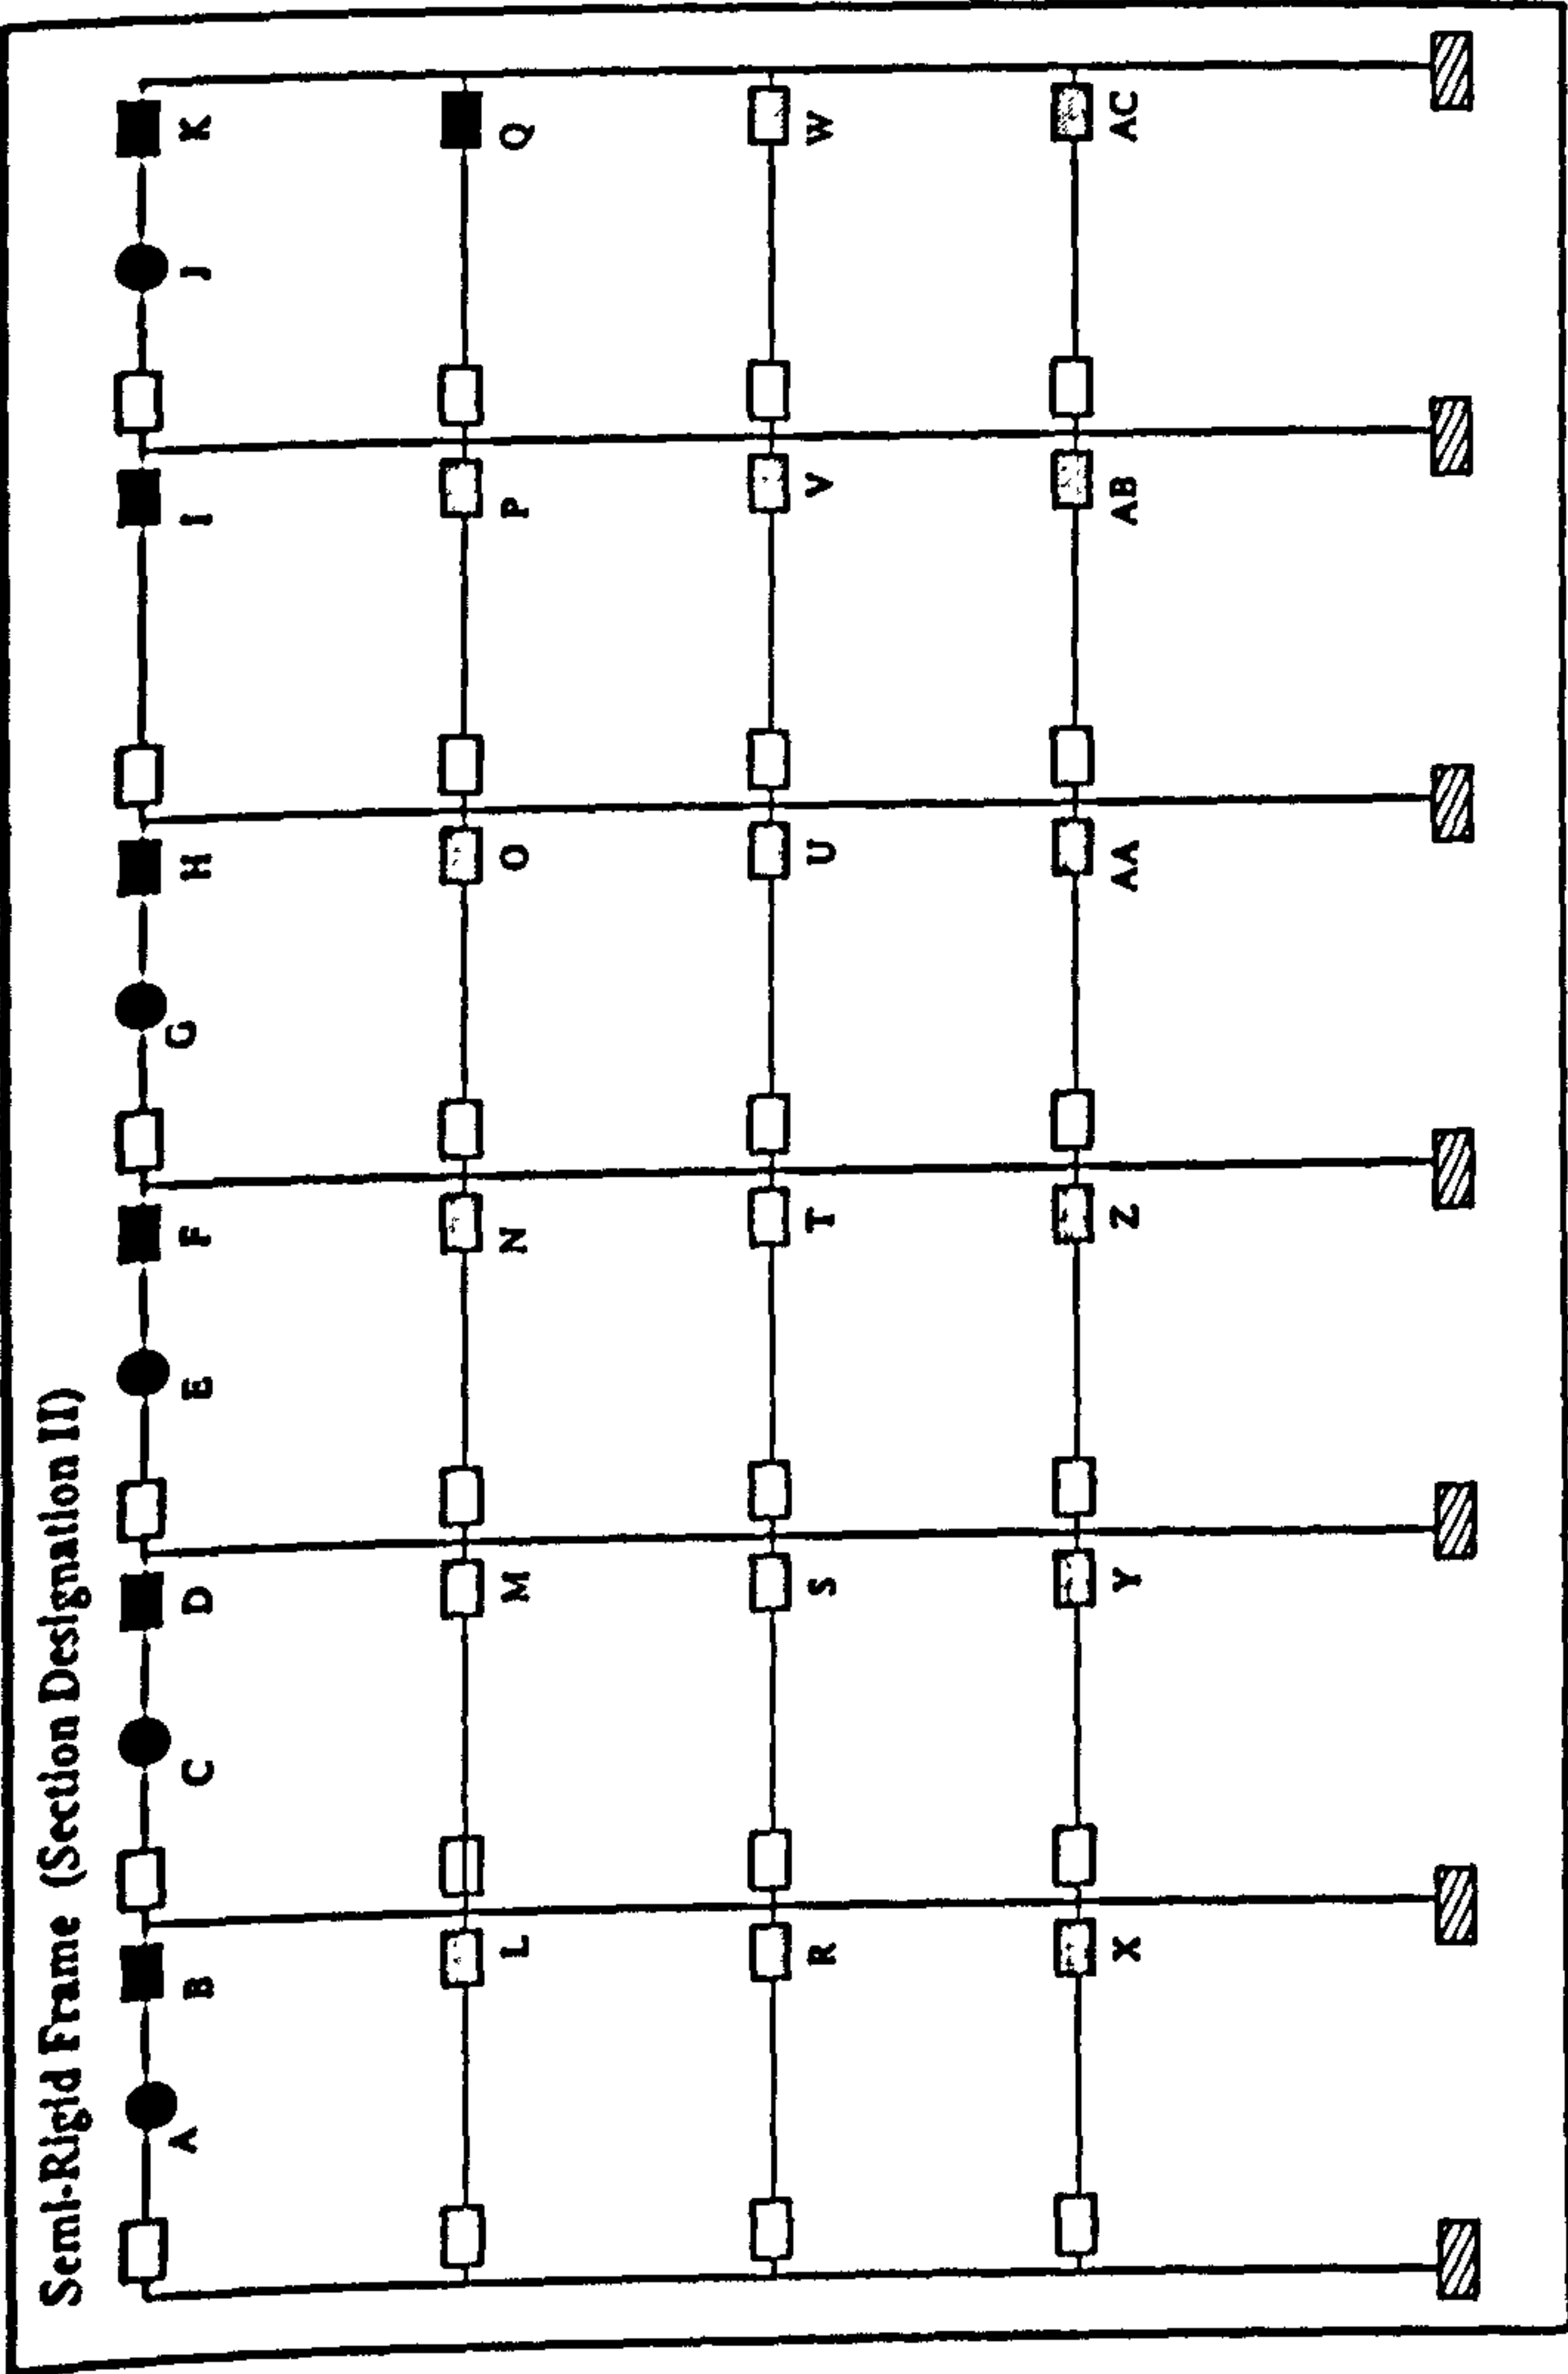 Semi-Rigid Frame (Section Designation II)
A B C D E F G H I J K
L M N O P Q
R S T U V W
X Y Z AA AB AC